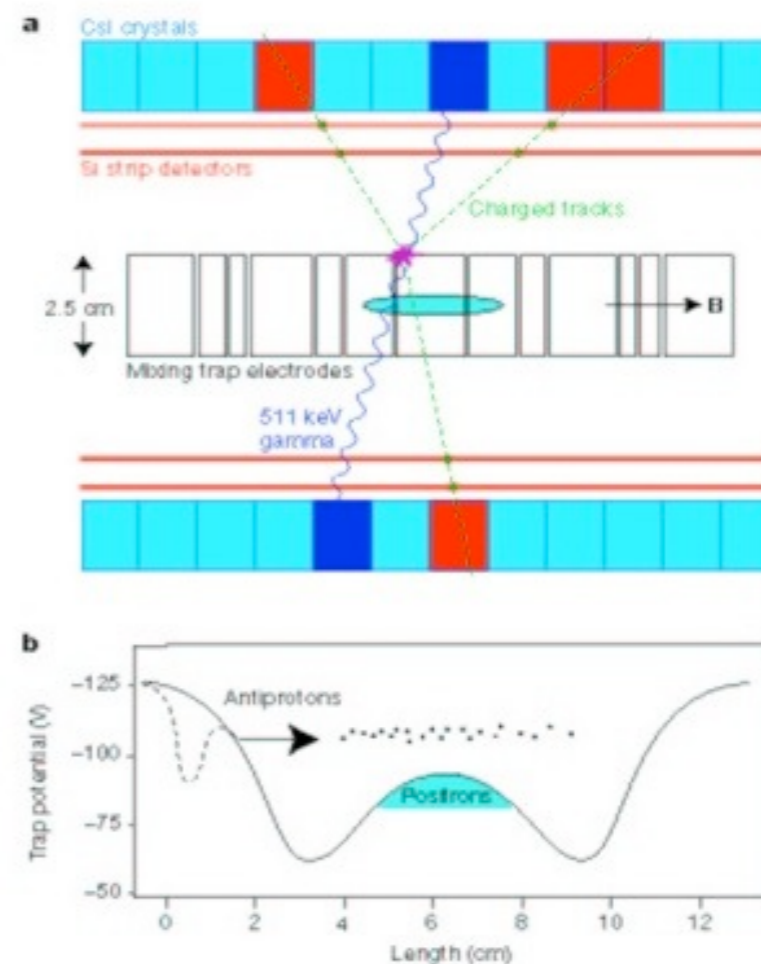 a
CsI crystals
Si strip detectors
Charged tracks
2.5 cm
B
Mixing trap electrodes
511 keV
gamma
b
Trap potential (V)
–125
–100
–75
–50
Antiprotons
Positrons
0 2 4 6 8 10 12
Length (cm)